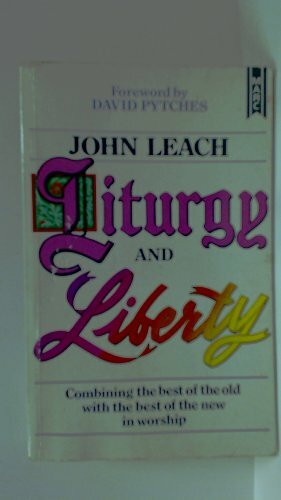 Foreword by
DAVID PYTCHES
MARC
JOHN LEACH
Liturgy
AND
Liberty
Combining the best of the old
with the best of the new
in worship